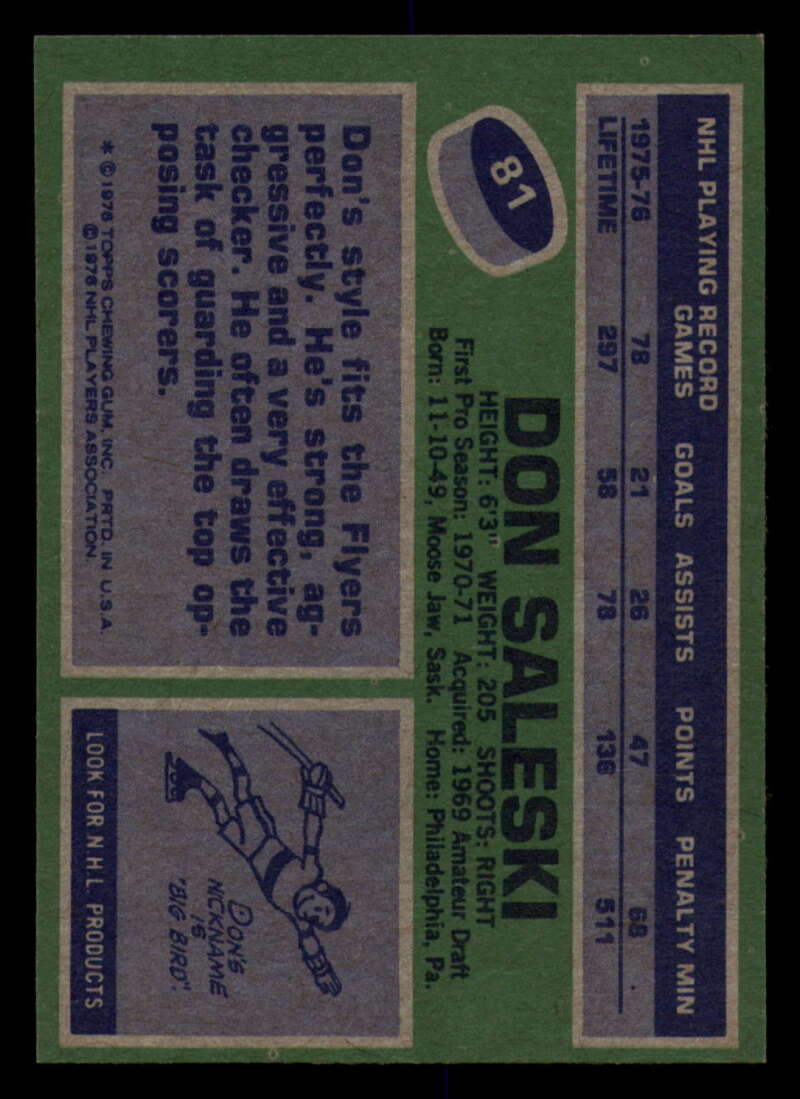 NHL PLAYING RECORD
GAMES GOALS ASSISTS POINTS PENALTY MIN
1975-76 78 21 26 47 68
LIFETIME 297 58 78 136 511
81
DON SALESKI
HEIGHT: 6'3" WEIGHT: 205 SHOOTS: RIGHT
First Pro Season: 1970-71 Acquired: 1969 Amateur Draft
Born: 11-10-49, Moose Jaw, Sask. Home: Philadelphia, Pa.
Don's style fits the Flyers
perfectly. He's strong, ag-
gressive and a very effective
checker. He often draws the
task of guarding the top op-
posing scorers.
* © 1976 TOPPS CHEWING GUM, INC. PRTD. IN U.S.A.
© 1976 NHL PLAYERS ASSOCIATION.
DON'S
NICKNAME
IS
"BIG BIRD".
LOOK FOR N.H.L. PRODUCTS